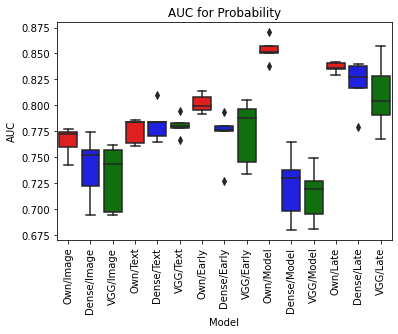 AUC for Probability
AUC
0.875
0.850
0.825
0.800
0.775
0.750
0.725
0.700
0.675
Own/Image
Dense/Image
VGG/Image
Own/Text
Dense/Text
VGG/Text
Own/Early
Dense/Early
VGG/Early
Own/Model
Dense/Model
VGG/Model
Own/Late
Dense/Late
VGG/Late
Model